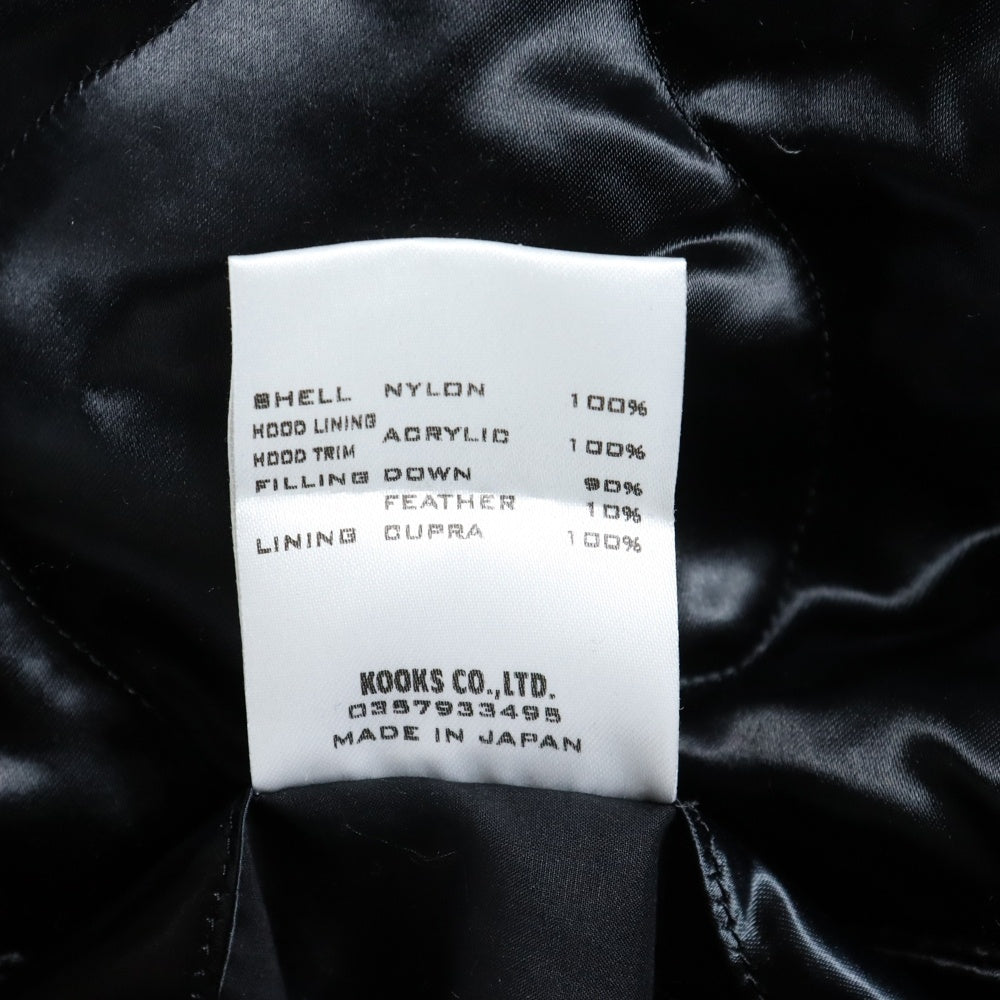 SHELL NYLON 100%
HOOD LINING
ACRYLIC 100%
HOOD TRIM
FILLING DOWN 90%
FEATHER 10%
LINING CUPRA 100%
KOOKS CO.,LTD.
0357933495
MADE IN JAPAN